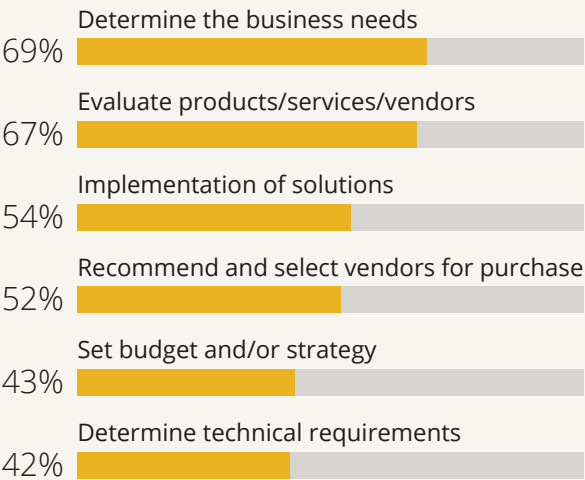 Determine the business needs
69%
Evaluate products/services/vendors
67%
Implementation of solutions
54%
Recommend and select vendors for purchase
52%
Set budget and/or strategy
43%
Determine technical requirements
42%